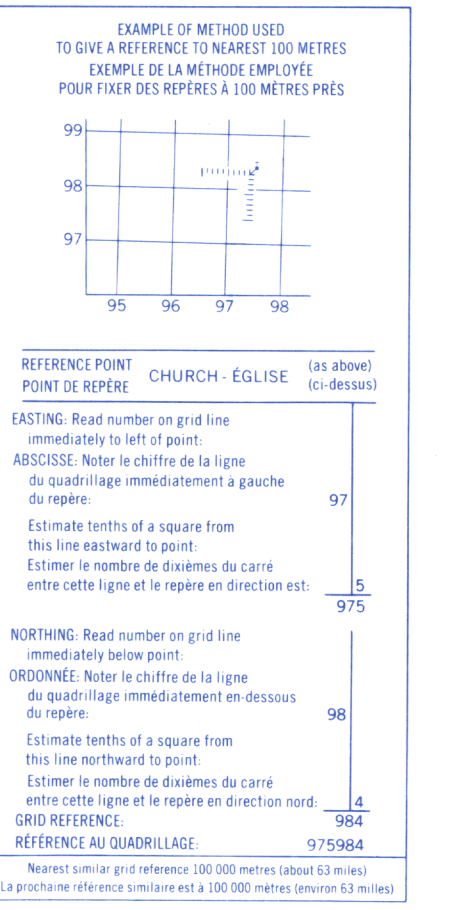 EXAMPLE OF METHOD USED
TO GIVE A REFERENCE TO NEAREST 100 METRES
EXEMPLE DE LA MÉTHODE EMPLOYÉE
POUR FIXER DES REPÈRES À 100 MÈTRES PRÈS
99
98
97
95 96 97 98
REFERENCE POINT
POINT DE REPÈRE
CHURCH - ÉGLISE
(as above)
(ci-dessus)
EASTING: Read number on grid line
immediately to left of point:
ABSCISSE: Noter le chiffre de la ligne
du quadrillage immédiatement à gauche
du repère: 97
Estimate tenths of a square from
this line eastward to point:
Estimer le nombre de dixièmes du carré
entre cette ligne et le repère en direction est: 5
975
NORTHING: Read number on grid line
immediately below point:
ORDONNÉE: Noter le chiffre de la ligne
du quadrillage immédiatement en-dessous
du repère: 98
Estimate tenths of a square from
this line northward to point:
Estimer le nombre de dixièmes du carré
entre cette ligne et le repère en direction nord: 4
GRID REFERENCE: 984
RÉFÉRENCE AU QUADRILLAGE: 975984
Nearest similar grid reference 100 000 metres (about 63 miles)
La prochaine référence similaire est à 100 000 mètres (environ 63 milles)